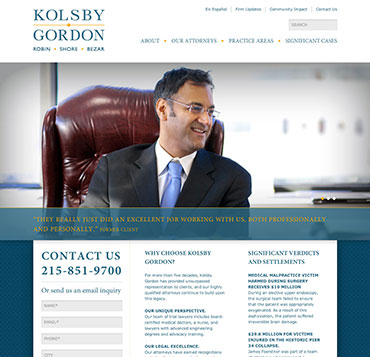 KOLSBY
GORDON
ROBIN • SHORE • BEZAR
En Español | Firm Updates | Community Impact | Contact Us
SEARCH
ABOUT • OUR ATTORNEYS • PRACTICE AREAS • SIGNIFICANT CASES
"THEY REALLY JUST DID AN EXCELLENT JOB WORKING WITH US, BOTH PROFESSIONALLY
AND PERSONALLY." FORMER CLIENT
CONTACT US
215-851-9700
Or send us an email inquiry
NAME*
EMAIL*
PHONE*
CITY
WHY CHOOSE KOLSBY
GORDON?
For more than five decades, Kolsby
Gordon has provided unsurpassed
representation to clients, and our highly
qualified attorneys continue to build upon
this legacy.
OUR UNIQUE PERSPECTIVE.
Our team of trial lawyers includes board-
certified medical doctors, a nurse, and
lawyers with advanced engineering
degrees and advocacy training.
OUR LEGAL EXCELLENCE.
Our attorneys have earned recognitions
SIGNIFICANT VERDICTS
AND SETTLEMENTS
MEDICAL MALPRACTICE VICTIM
HARMED DURING SURGERY
RECEIVES $10 MILLION
During an elective upper endoscopy,
the surgical team failed to ensure
that the patient was appropriately
oxygenated. As a result of this
asphyxiation, the patient suffered
irreversible brain damage.
MILLION FOR VICTIMS
INJURED IN THE HISTORIC PIER
34 COLLAPSE.
James Foentner was part of the